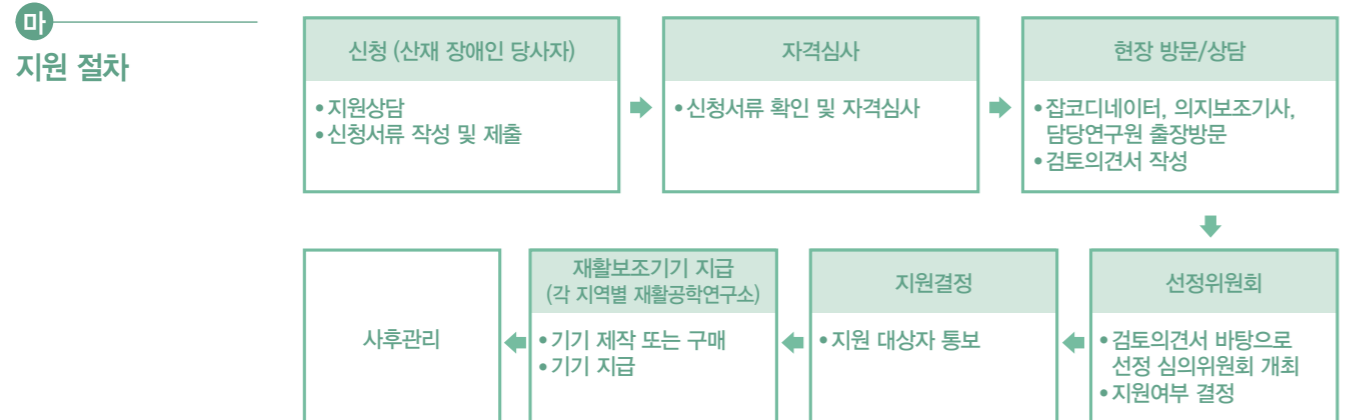 마
지원 절차
신청 (산재 장애인 당사자)
• 지원상담
• 신청서류 작성 및 제출
자격심사
• 신청서류 확인 및 자격심사
현장 방문/상담
• 잡코디네이터, 의지보조기사,
담당연구원 출장방문
• 검토의견서 작성
선정위원회
• 검토의견서 바탕으로
선정 심의위원회 개최
• 지원여부 결정
지원결정
• 지원 대상자 통보
재활보조기기 지급
(각 지역별 재활공학연구소)
• 기기 제작 또는 구매
• 기기 지급
사후관리